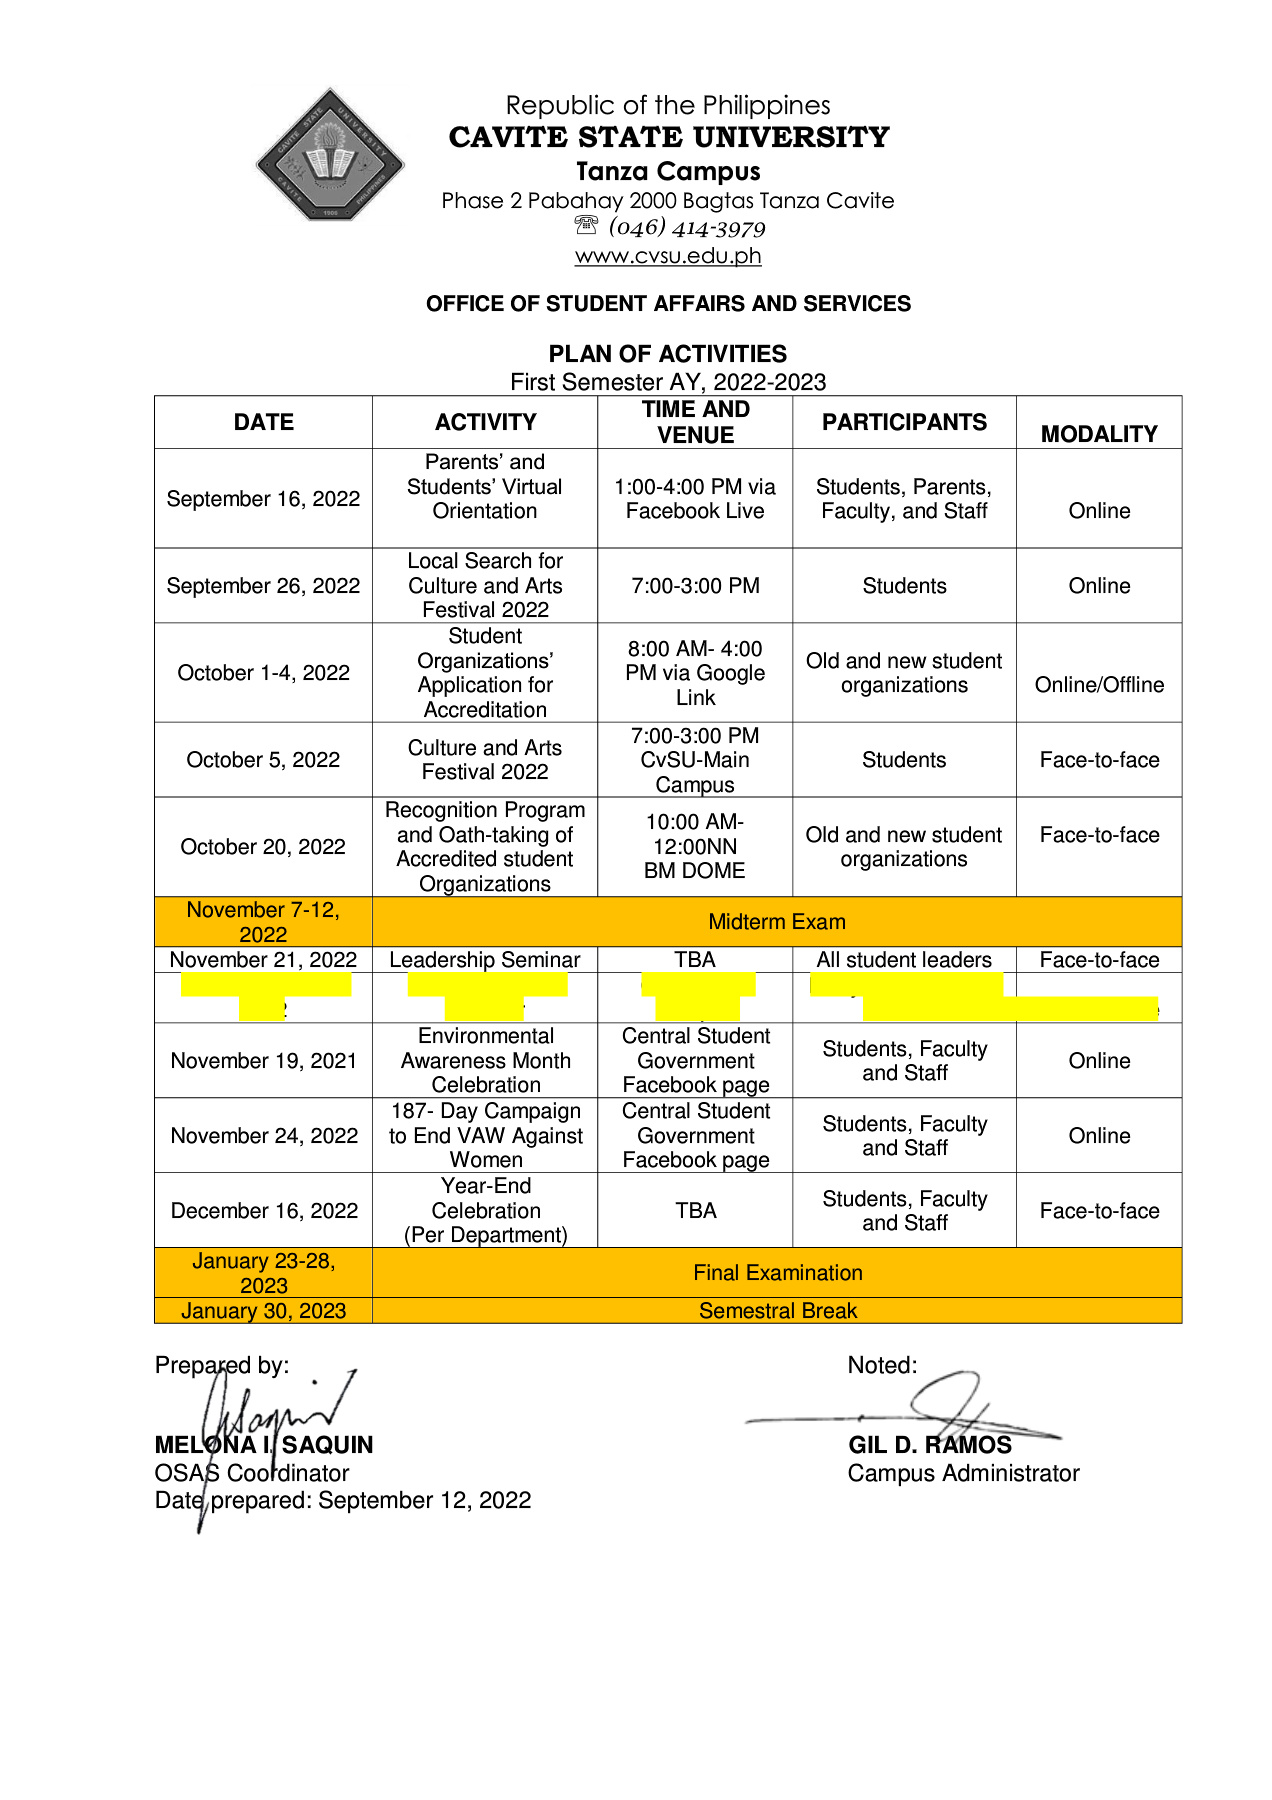 Republic of the Philippines
CAVITE STATE UNIVERSITY
Tanza Campus
Phase 2 Pabahay 2000 Bagtas Tanza Cavite
☏ (046) 414-3979
www.cvsu.edu.ph
CAVITE STATE UNIVERSITY
CAVITE PHILIPPINES
1906
OFFICE OF STUDENT AFFAIRS AND SERVICES
PLAN OF ACTIVITIES
First Semester AY, 2022-2023
DATE
ACTIVITY
TIME AND
VENUE
PARTICIPANTS
MODALITY
September 16, 2022
Parents’ and
Students’ Virtual
Orientation
1:00-4:00 PM via
Facebook Live
Students, Parents,
Faculty, and Staff
Online
September 26, 2022
Local Search for
Culture and Arts
Festival 2022
7:00-3:00 PM
Students
Online
October 1-4, 2022
Student
Organizations’
Application for
Accreditation
8:00 AM- 4:00
PM via Google
Link
Old and new student
organizations
Online/Offline
October 5, 2022
Culture and Arts
Festival 2022
7:00-3:00 PM
CvSU-Main
Campus
Students
Face-to-face
October 20, 2022
Recognition Program
and Oath-taking of
Accredited student
Organizations
10:00 AM-
12:00NN
BM DOME
Old and new student
organizations
Face-to-face
November 7-12,
2022
Midterm Exam
November 21, 2022
Leadership Seminar
TBA
All student leaders
Face-to-face
November 19, 2021
Environmental
Awareness Month
Celebration
Central Student
Government
Facebook page
Students, Faculty
and Staff
Online
November 24, 2022
187- Day Campaign
to End VAW Against
Women
Central Student
Government
Facebook page
Students, Faculty
and Staff
Online
December 16, 2022
Year-End
Celebration
(Per Department)
TBA
Students, Faculty
and Staff
Face-to-face
January 23-28,
2023
Final Examination
January 30, 2023
Semestral Break
Prepared by:
MELONA I. SAQUIN
OSAS Coordinator
Date prepared: September 12, 2022
Noted:
GIL D. RAMOS
Campus Administrator